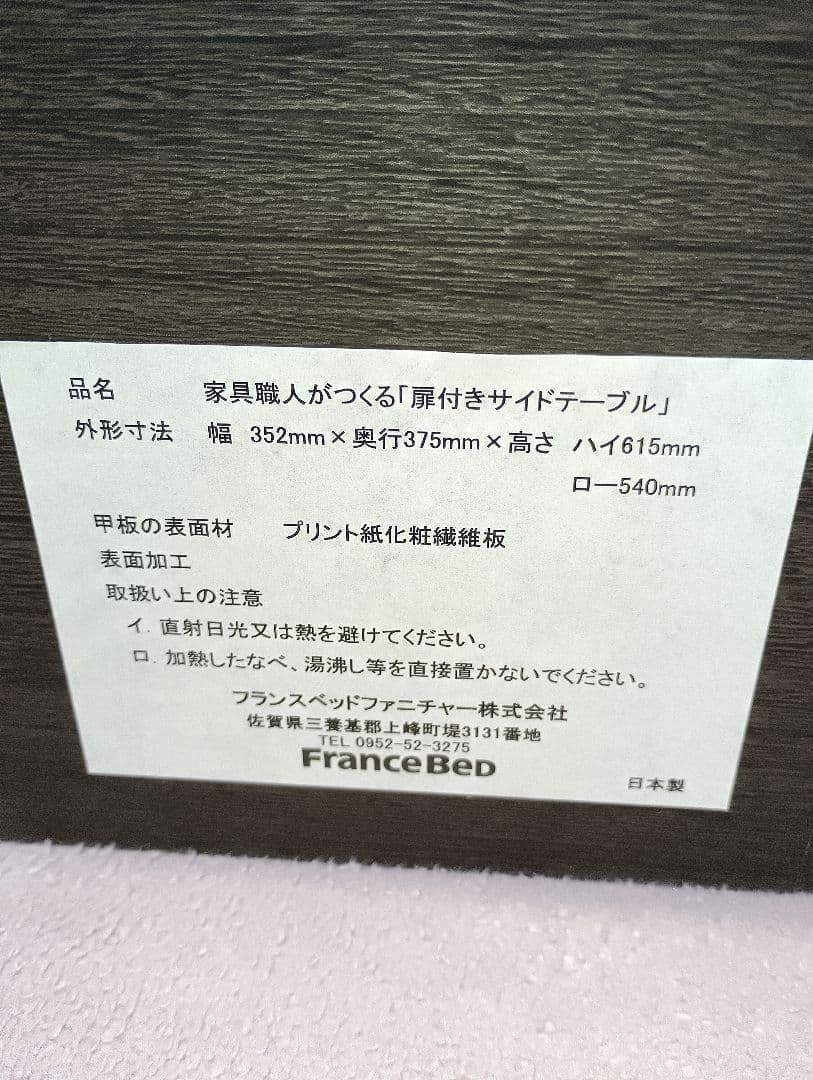 品名 家具職人がつくる「扉付きサイドテーブル」
外形寸法 幅 352mm×奥行375mm×高さ ハイ615mm
ロー540mm
甲板の表面材 プリント紙化粧繊維板
表面加工
取扱い上の注意
イ. 直射日光又は熱を避けてください。
ロ. 加熱したなべ、湯沸し等を直接置かないでください。
フランスベッドファニチャー株式会社
佐賀県三養基郡上峰町堤3131番地
TEL 0952-52-3275
FRANCEBED
日本製